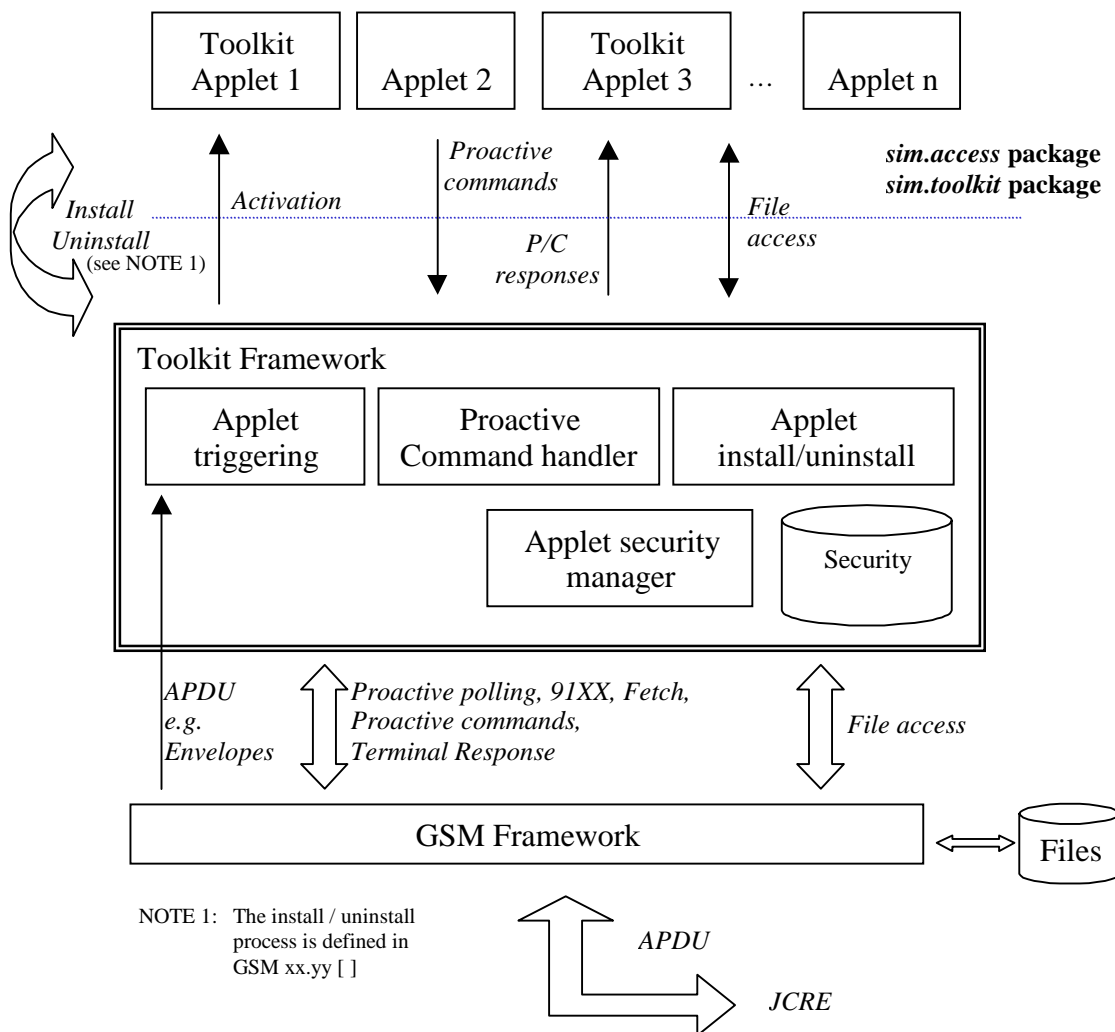 Toolkit
Applet 1
Applet 2
Toolkit
Applet 3
...
Applet n
Proactive
commands
sim.access package
sim.toolkit package
Install
Uninstall
(see NOTE 1)
Activation
P/C
responses
File
access
Toolkit Framework
Applet
triggering
Proactive
Command handler
Applet
install/uninstall
Applet security
manager
Security
APDU
e.g.
Envelopes
Proactive polling, 91XX, Fetch,
Proactive commands,
Terminal Response
File access
GSM Framework
Files
NOTE 1: The install / uninstall
process is defined in
GSM xx.yy [ ]
APDU
JCRE